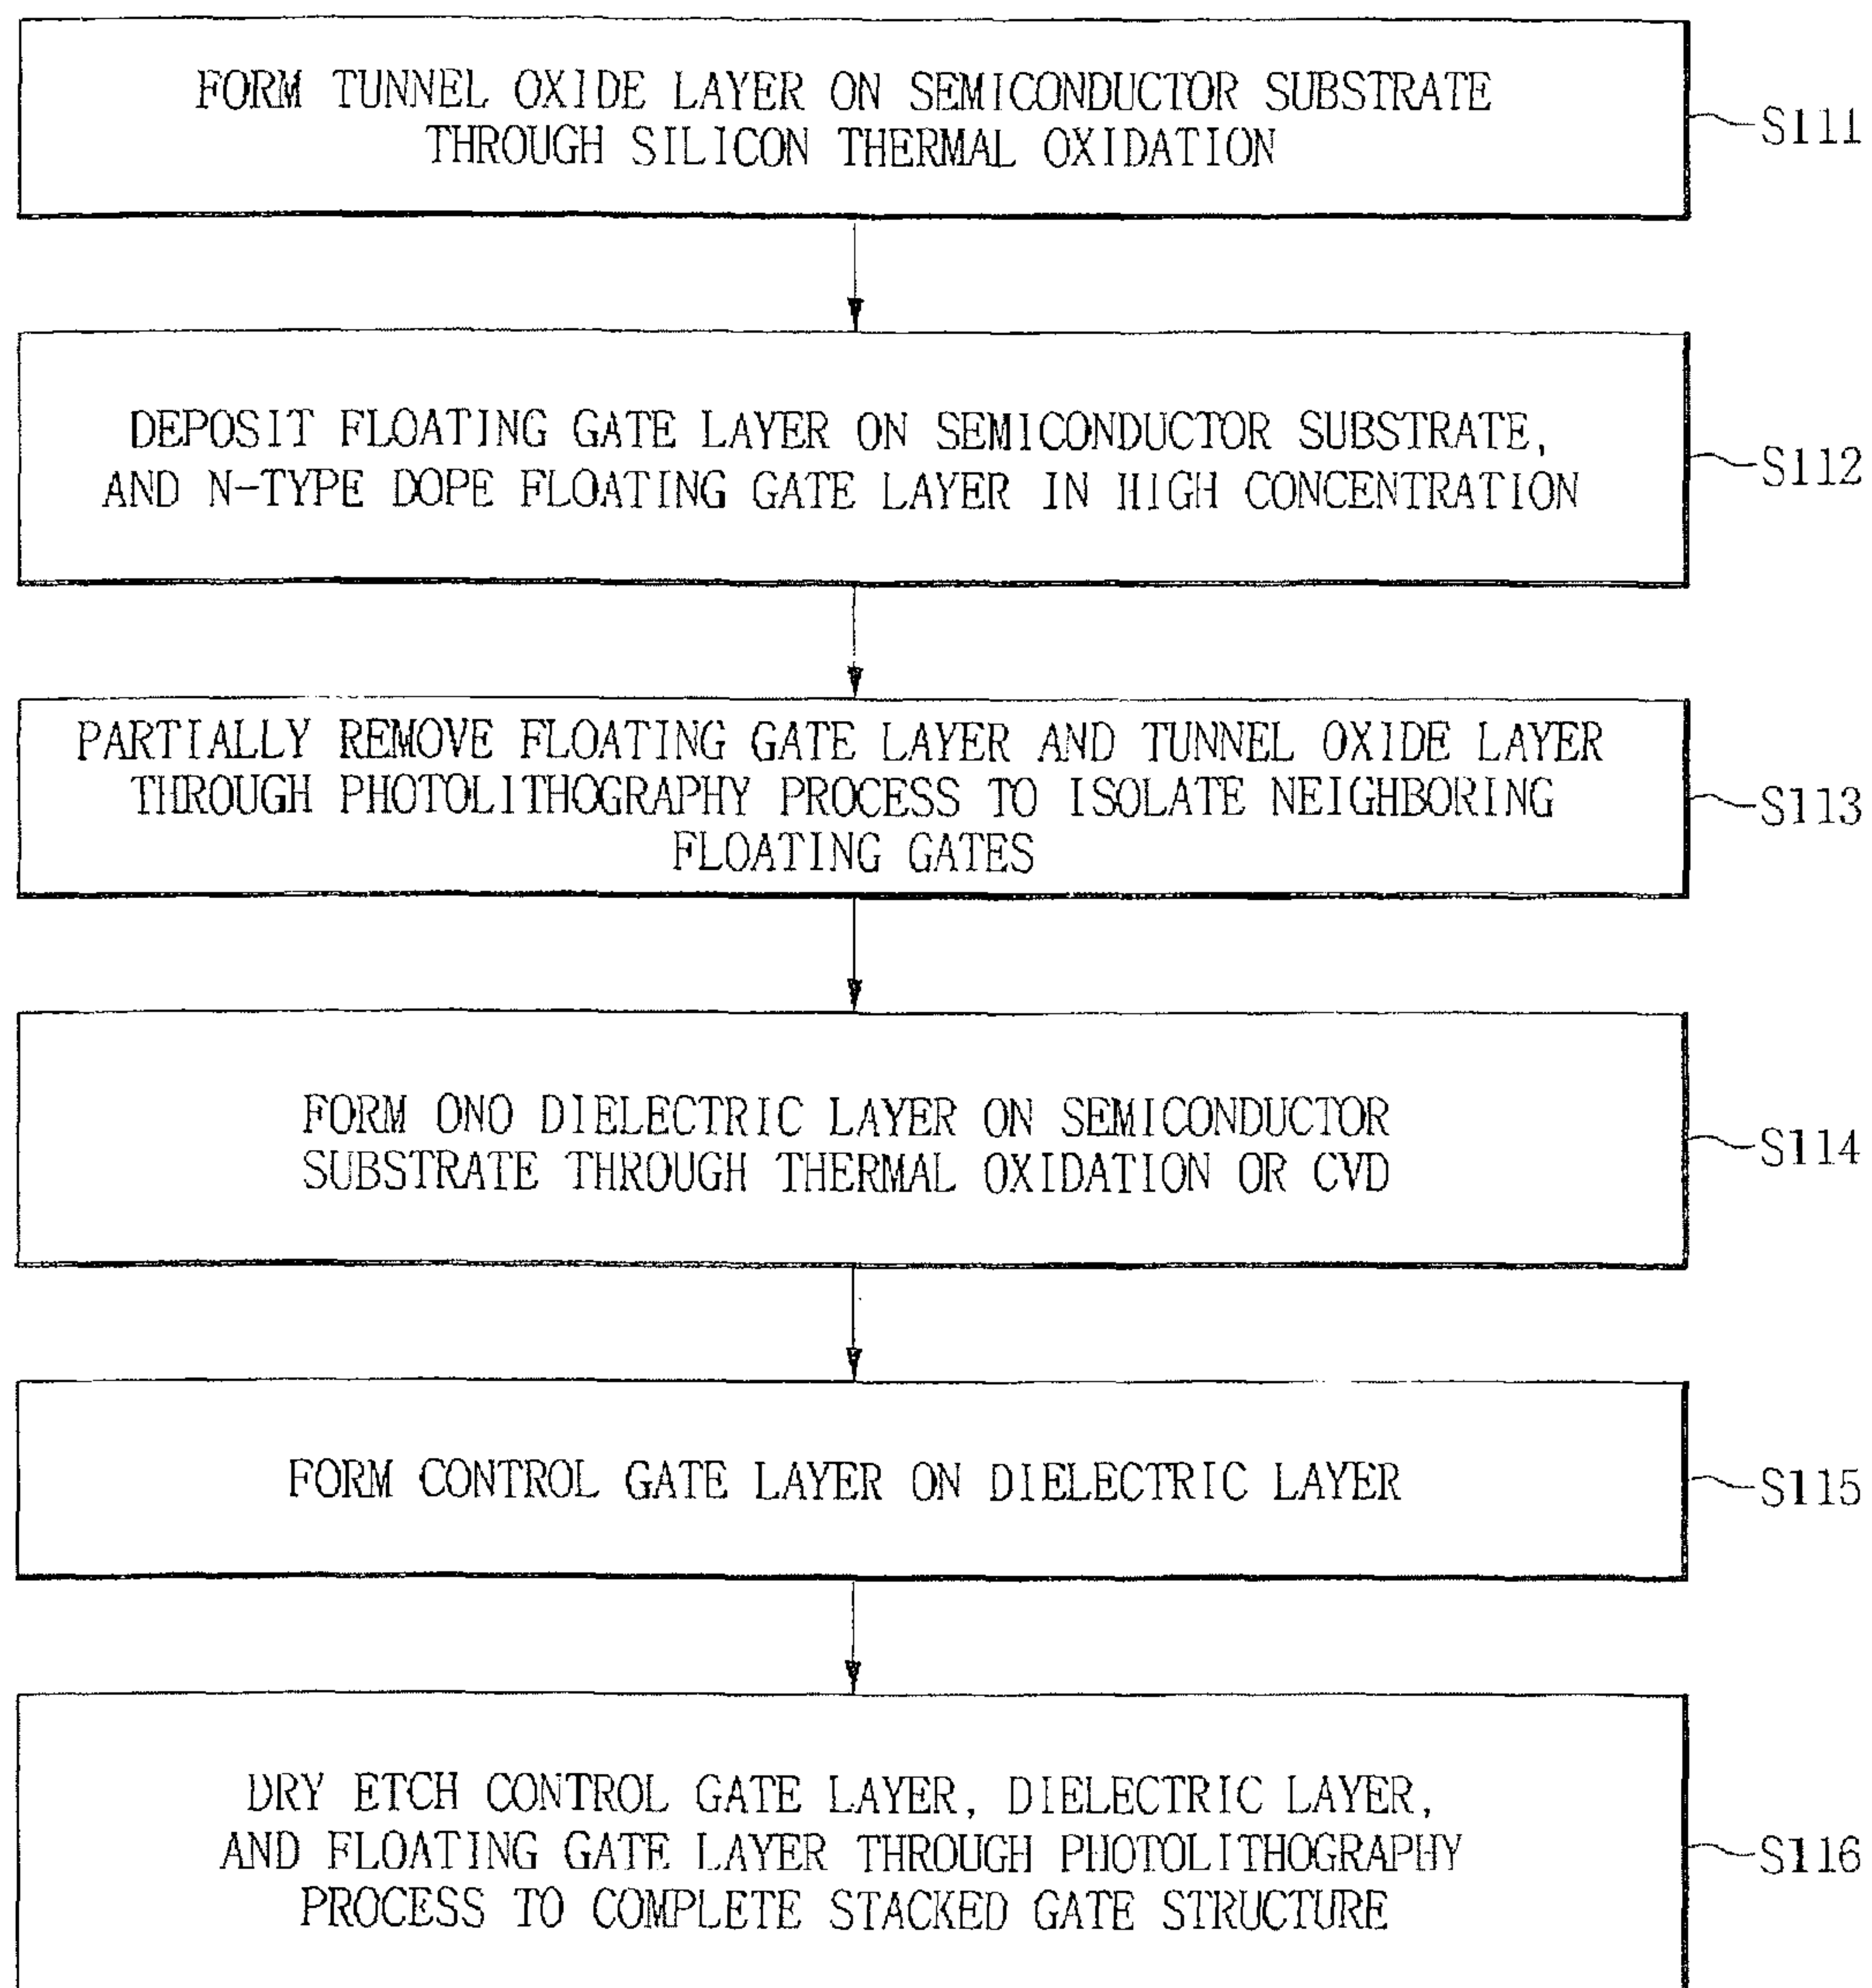 FORM TUNNEL OXIDE LAYER ON SEMICONDUCTOR SUBSTRATE
THROUGH SILICON THERMAL OXIDATION
S111
DEPOSIT FLOATING GATE LAYER ON SEMICONDUCTOR SUBSTRATE,
AND N-TYPE DOPE FLOATING GATE LAYER IN HIGH CONCENTRATION
S112
PARTIALLY REMOVE FLOATING GATE LAYER AND TUNNEL OXIDE LAYER
THROUGH PHOTOLITHOGRAPHY PROCESS TO ISOLATE NEIGHBORING
FLOATING GATES
S113
FORM ONO DIELECTRIC LAYER ON SEMICONDUCTOR
SUBSTRATE THROUGH THERMAL OXIDATION OR CVD
S114
FORM CONTROL GATE LAYER ON DIELECTRIC LAYER
S115
DRY ETCH CONTROL GATE LAYER, DIELECTRIC LAYER,
AND FLOATING GATE LAYER THROUGH PHOTOLITHOGRAPHY
PROCESS TO COMPLETE STACKED GATE STRUCTURE
S116